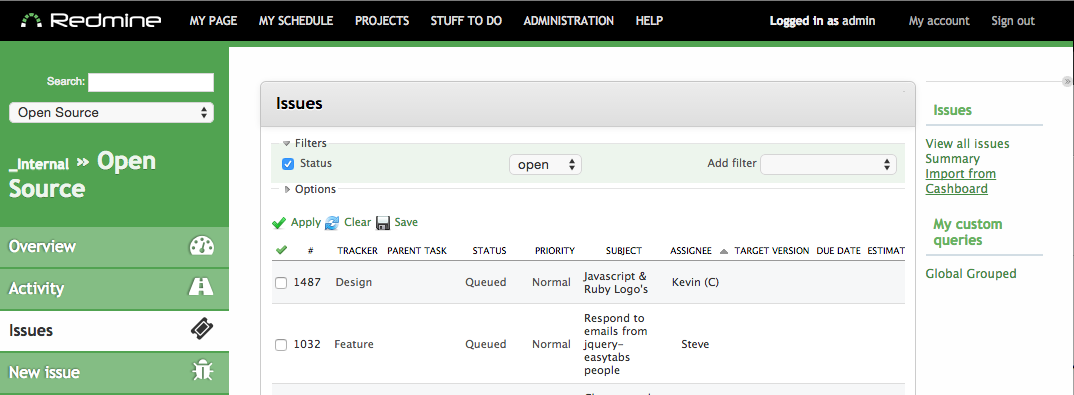 Redmine MY PAGE MY SCHEDULE PROJECTS STUFF TO DO ADMINISTRATION HELP Logged in as admin My account Sign out
Search:
Open Source
_Internal » Open
Source
Overview
Activity
Issues
New issue
Issues
Filters
Status open Add filter
Options
Apply Clear Save
# TRACKER PARENT TASK STATUS PRIORITY SUBJECT ASSIGNEE TARGET VERSION DUE DATE ESTIMAT
1487 Design Queued Normal Javascript &
Ruby Logo's Kevin (C)
1032 Feature Queued Normal Respond to
emails from
jquery-
easytabs
people Steve
Issues
View all issues
Summary
Import from
Cashboard
My custom
queries
Global Grouped